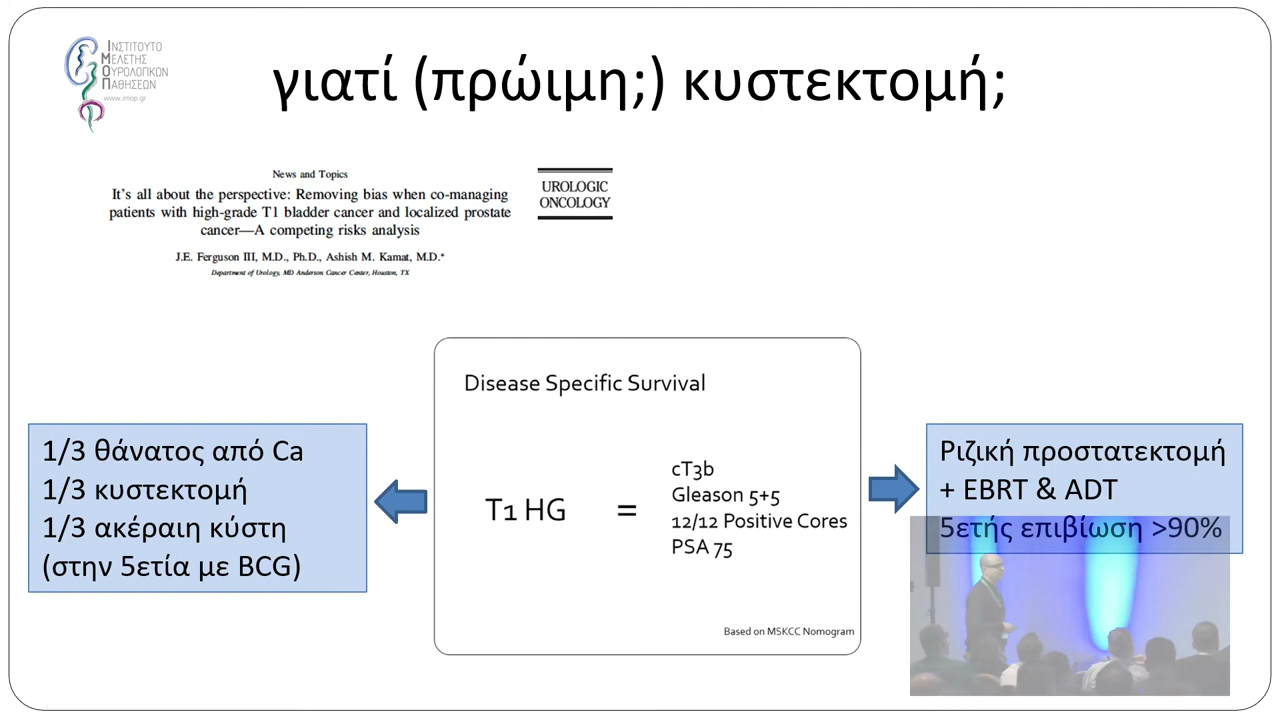 ΙΝΣΤΙΤΟΥΤΟ
ΜΕΛΕΤΗΣ
ΟΥΡΟΛΟΓΙΚΩΝ
ΠΑΘΗΣΕΩΝ
www.imop.gr
γιατί (πρώιμη;) κυστεκτομή;
News and Topics
It's all about the perspective: Removing bias when co-managing
patients with high-grade T1 bladder cancer and localized prostate
cancer—A competing risks analysis
J.E. Ferguson III, M.D., Ph.D., Ashish M. Kamat, M.D.*
Department of Urology, MD Anderson Cancer Center, Houston, TX
UROLOGIC
ONCOLOGY
1/3 θάνατος από Ca
1/3 κυστεκτομή
1/3 ακέραιη κύστη
(στην 5ετία με BCG)
Disease Specific Survival
T1 HG =
cT3b
Gleason 5+5
12/12 Positive Cores
PSA 75
Based on MSKCC Nomogram
Ριζική προστατεκτομή
+ EBRT & ADT
5ετής επιβίωση >90%